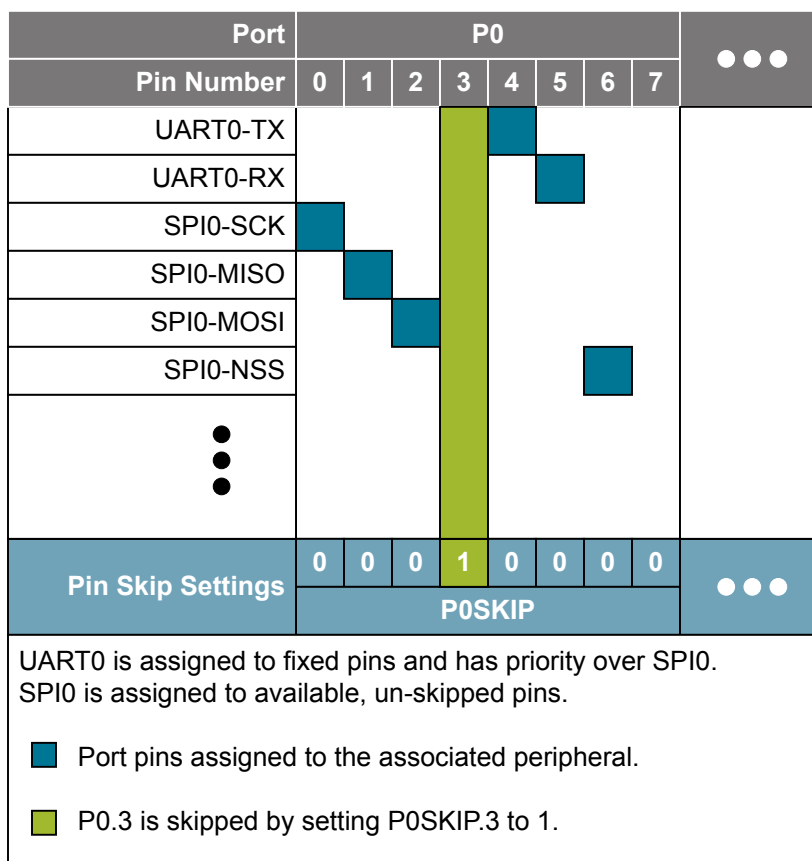 Port P0
Pin Number 0 1 2 3 4 5 6 7
UART0-TX
UART0-RX
SPI0-SCK
SPI0-MISO
SPI0-MOSI
SPI0-NSS
Pin Skip Settings 0 0 0 1 0 0 0 0
P0SKIP
UART0 is assigned to fixed pins and has priority over SPI0.
SPI0 is assigned to available, un-skipped pins.
Port pins assigned to the associated peripheral.
P0.3 is skipped by setting P0SKIP.3 to 1.